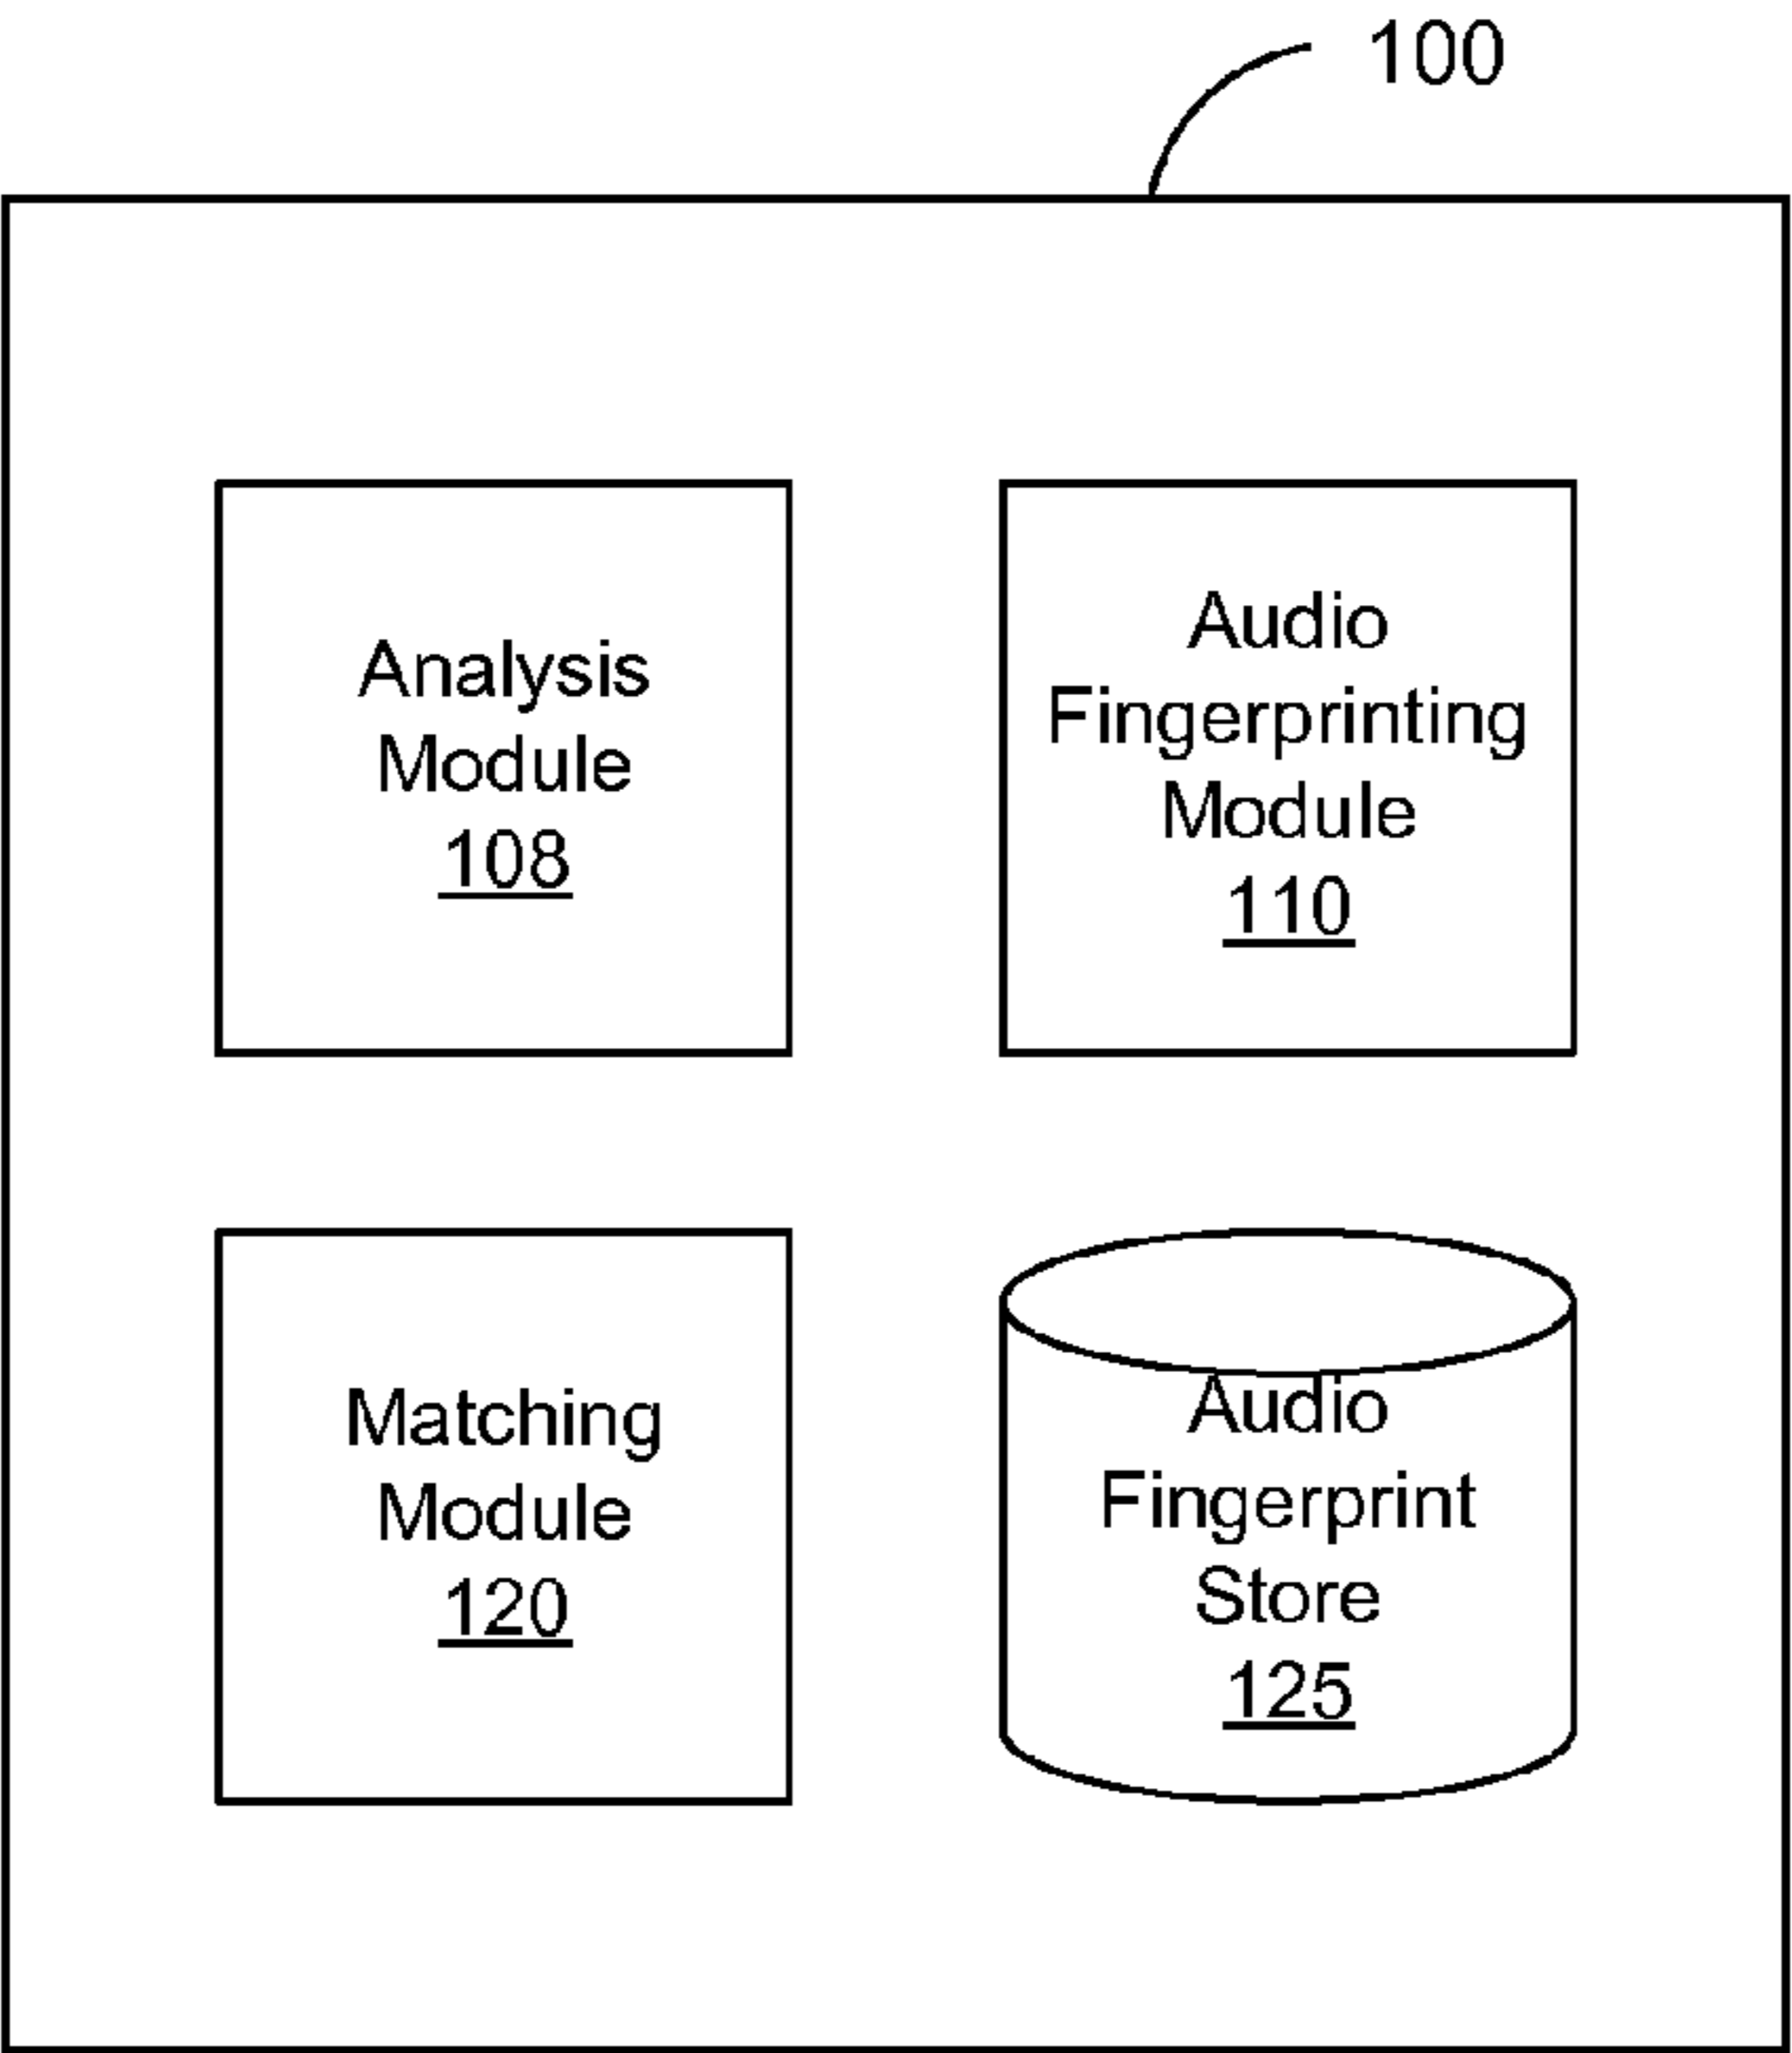 100
Analysis
Module
108
Audio
Fingerprinting
Module
110
Matching
Module
120
Audio
Fingerprint
Store
125